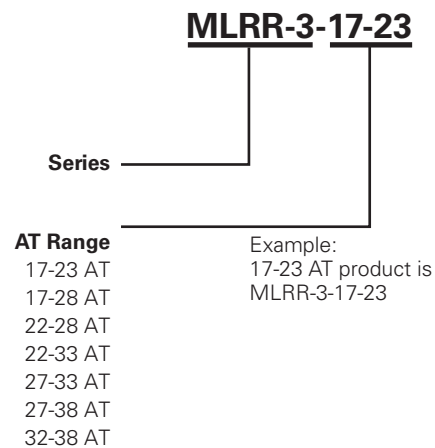 MLRR-3-17-23
Series
AT Range
17-23 AT
17-28 AT
22-28 AT
22-33 AT
27-33 AT
27-38 AT
32-38 AT
Example:
17-23 AT product is
MLRR-3-17-23